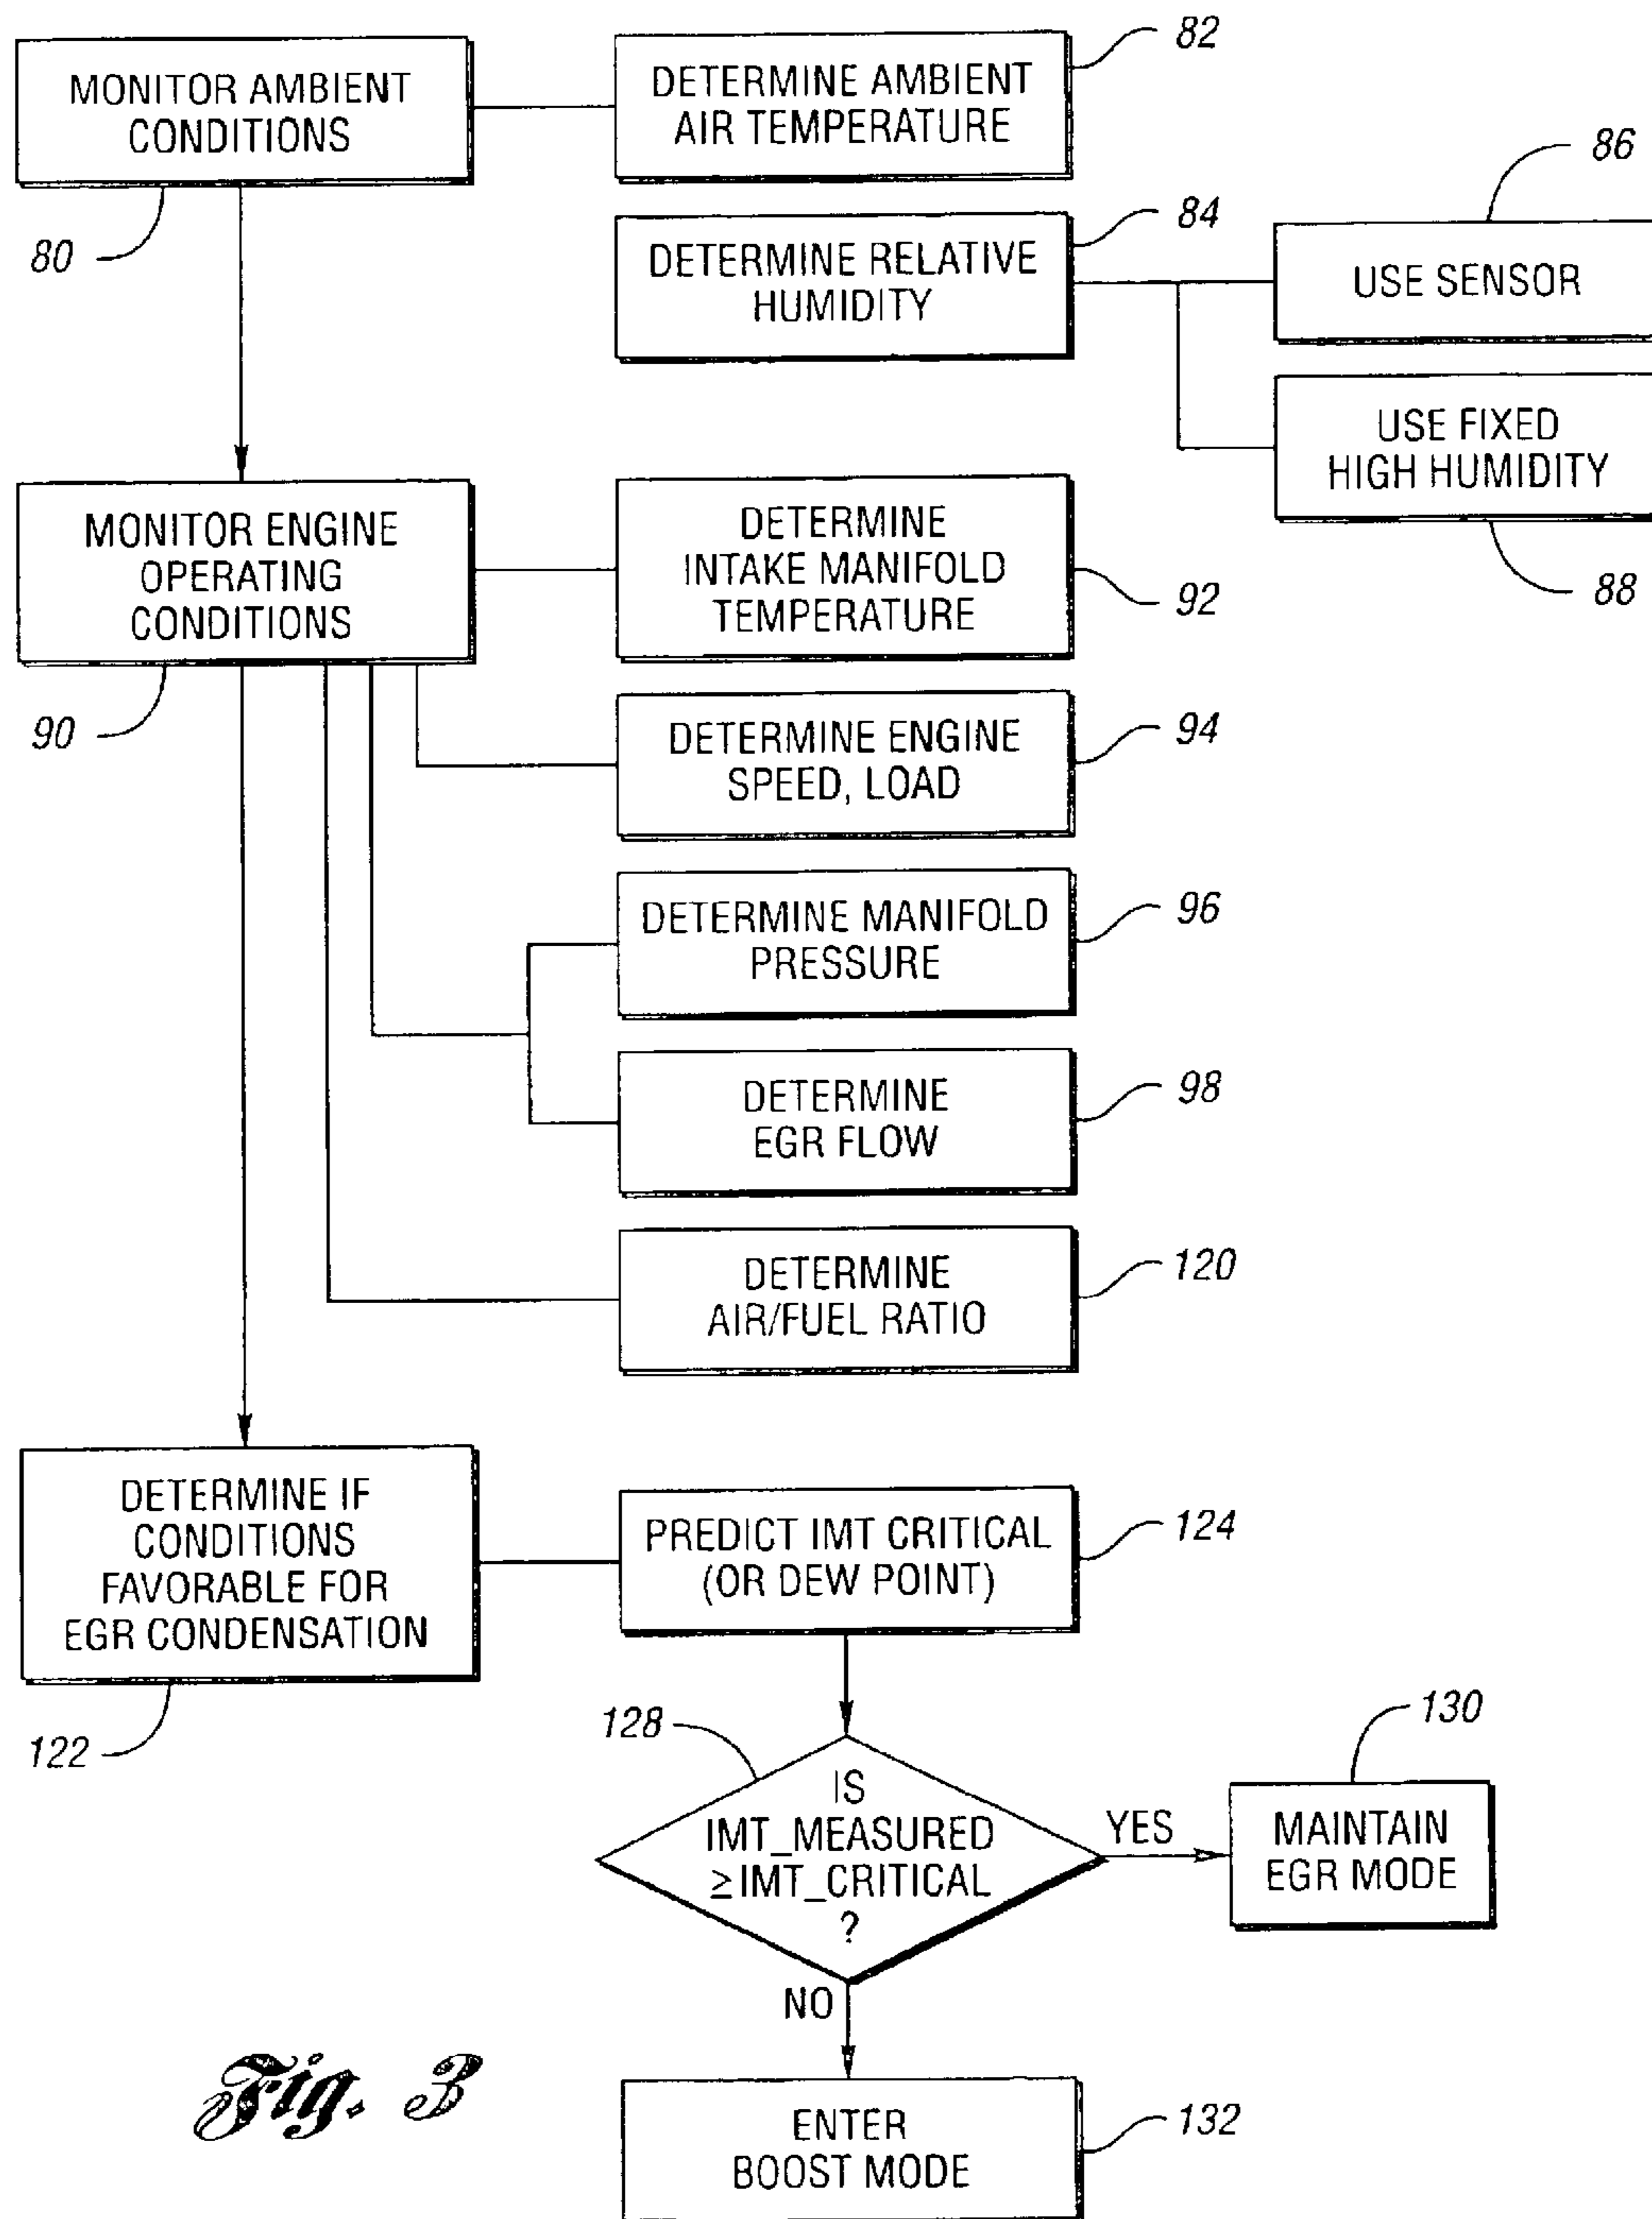 MONITOR AMBIENT
CONDITIONS
80
DETERMINE AMBIENT
AIR TEMPERATURE
82
DETERMINE RELATIVE
HUMIDITY
84
USE SENSOR
86
USE FIXED
HIGH HUMIDITY
88
MONITOR ENGINE
OPERATING
CONDITIONS
90
DETERMINE
INTAKE MANIFOLD
TEMPERATURE
92
DETERMINE ENGINE
SPEED, LOAD
94
DETERMINE MANIFOLD
PRESSURE
96
DETERMINE
EGR FLOW
98
DETERMINE
AIR/FUEL RATIO
120
DETERMINE IF
CONDITIONS
FAVORABLE FOR
EGR CONDENSATION
122
PREDICT IMT CRITICAL
(OR DEW POINT)
124
128
IS
IMT_MEASURED
≥IMT_CRITICAL
?
YES
MAINTAIN
EGR MODE
130
NO
ENTER
BOOST MODE
132
Fig. 3